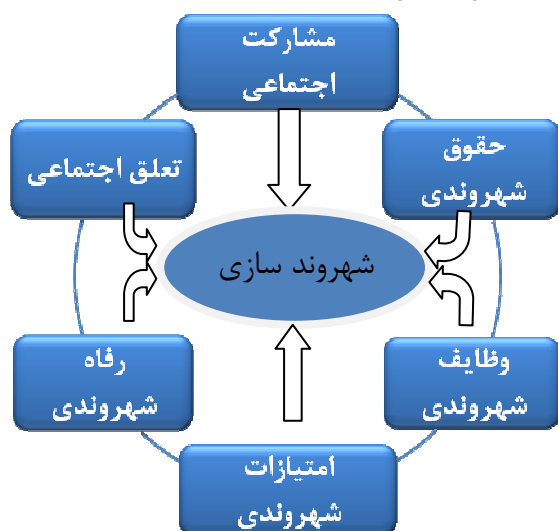 مشارکت
اجتماعی
حقوق
شهروندی
تعلق اجتماعی
شهروند سازی
وظایف
شهروندی
رفاه
شهروندی
امتیازات
شهروندی